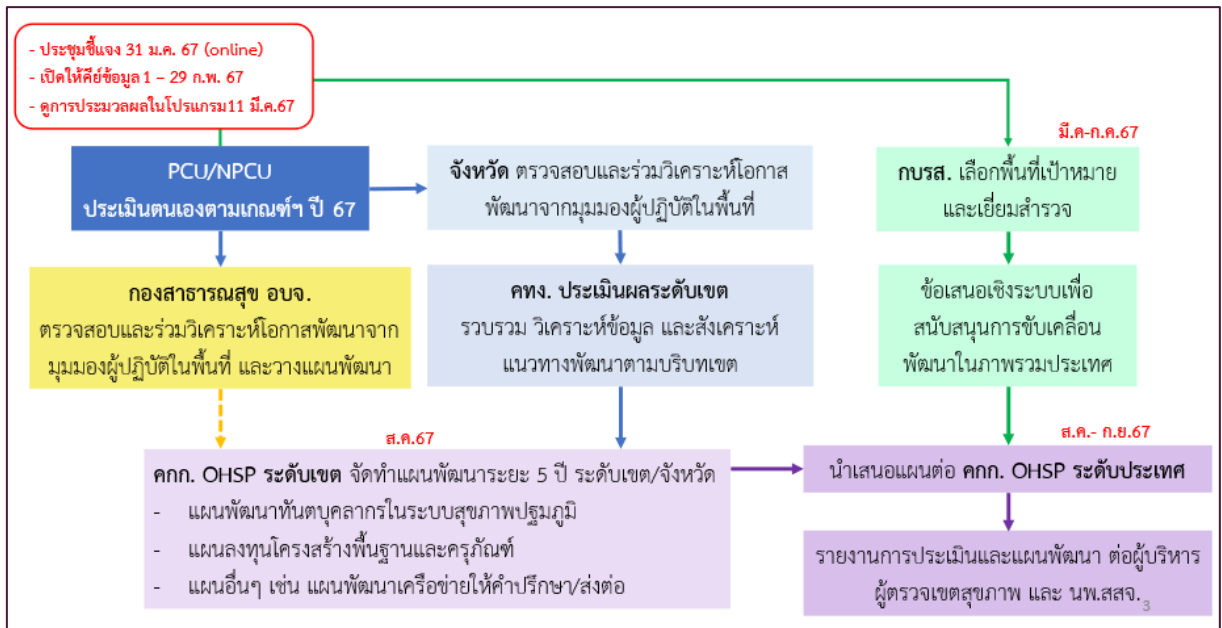 - ประชุมชี้แจง 31 ม.ค. 67 (online)
- เปิดให้คีย์ข้อมูล 1 – 29 ก.พ. 67
- ดูการประมวลผลในโปรแกรม11 มี.ค.67
PCU/NPCU
ประเมินตนเองตามเกณฑ์ฯ ปี 67
จังหวัด ตรวจสอบและร่วมวิเคราะห์โอกาส
พัฒนาจากมุมมองผู้ปฏิบัติในพื้นที่
มี.ค-ก.ค.67
กบรส. เลือกพื้นที่เป้าหมาย
และเยี่ยมสำรวจ
กองสาธารณสุข อบจ.
ตรวจสอบและร่วมวิเคราะห์โอกาสพัฒนาจาก
มุมมองผู้ปฏิบัติในพื้นที่ และวางแผนพัฒนา
คทง. ประเมินผลระดับเขต
รวบรวม วิเคราะห์ข้อมูล และสังเคราะห์
แนวทางพัฒนาตามบริบทเขต
ข้อเสนอเชิงระบบเพื่อ
สนับสนุนการขับเคลื่อน
พัฒนาในภาพรวมประเทศ
ส.ค.67
คกก. OHSP ระดับเขต จัดทำแผนพัฒนาระยะ 5 ปี ระดับเขต/จังหวัด
- แผนพัฒนาทันตบุคลากรในระบบสุขภาพปฐมภูมิ
- แผนลงทุนโครงสร้างพื้นฐานและครุภัณฑ์
- แผนอื่นๆ เช่น แผนพัฒนาเครือข่ายให้คำปรึกษา/ส่งต่อ
ส.ค.- ก.ย.67
นำเสนอแผนต่อ คกก. OHSP ระดับประเทศ
รายงานการประเมินและแผนพัฒนา ต่อผู้บริหาร
ผู้ตรวจเขตสุขภาพ และ นพ.สสจ.
3